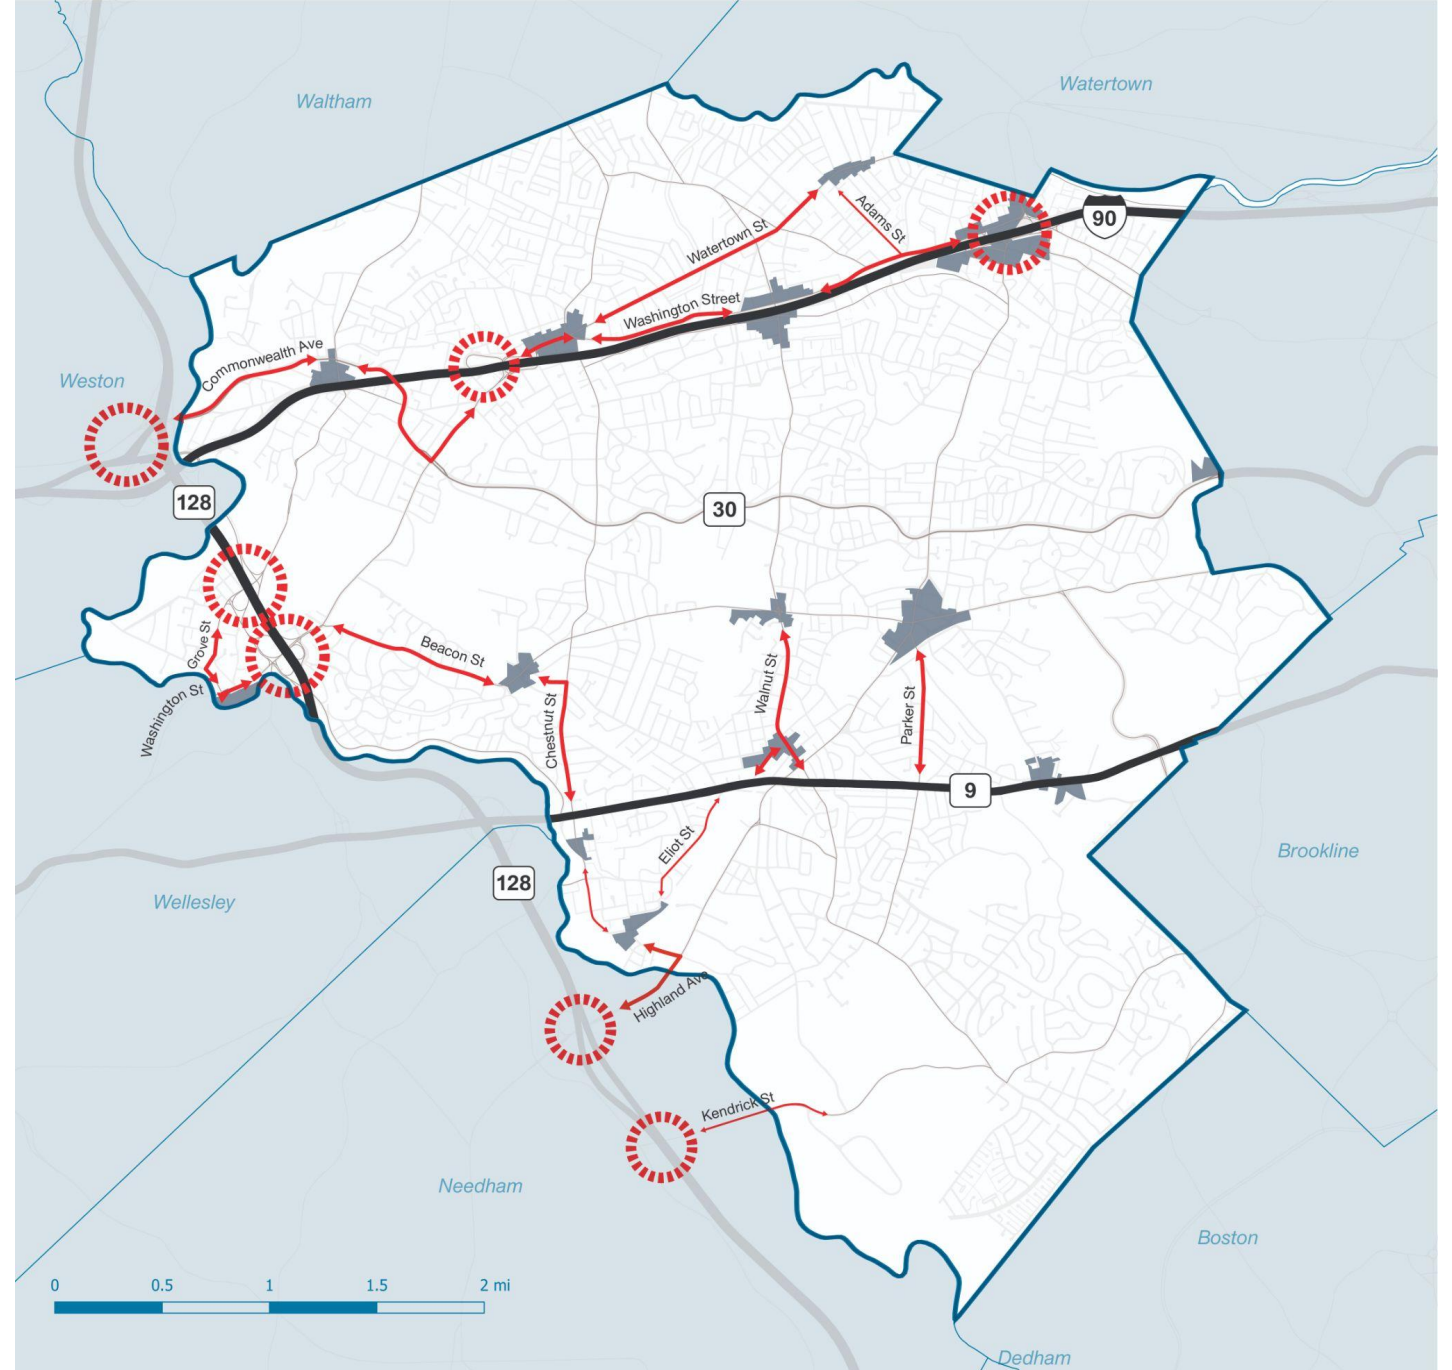 Waltham
Watertown
Adams St
90
Watertown St
Washington Street
Commonwealth Ave
Weston
128
30
Grove St
Beacon St
Washington St
Chestnut St
Walnut St
Parker St
9
Eliot St
Brookline
128
Wellesley
Highland Ave
Kendrick St
Needham
Boston
0 0.5 1 1.5 2 mi
Dedham